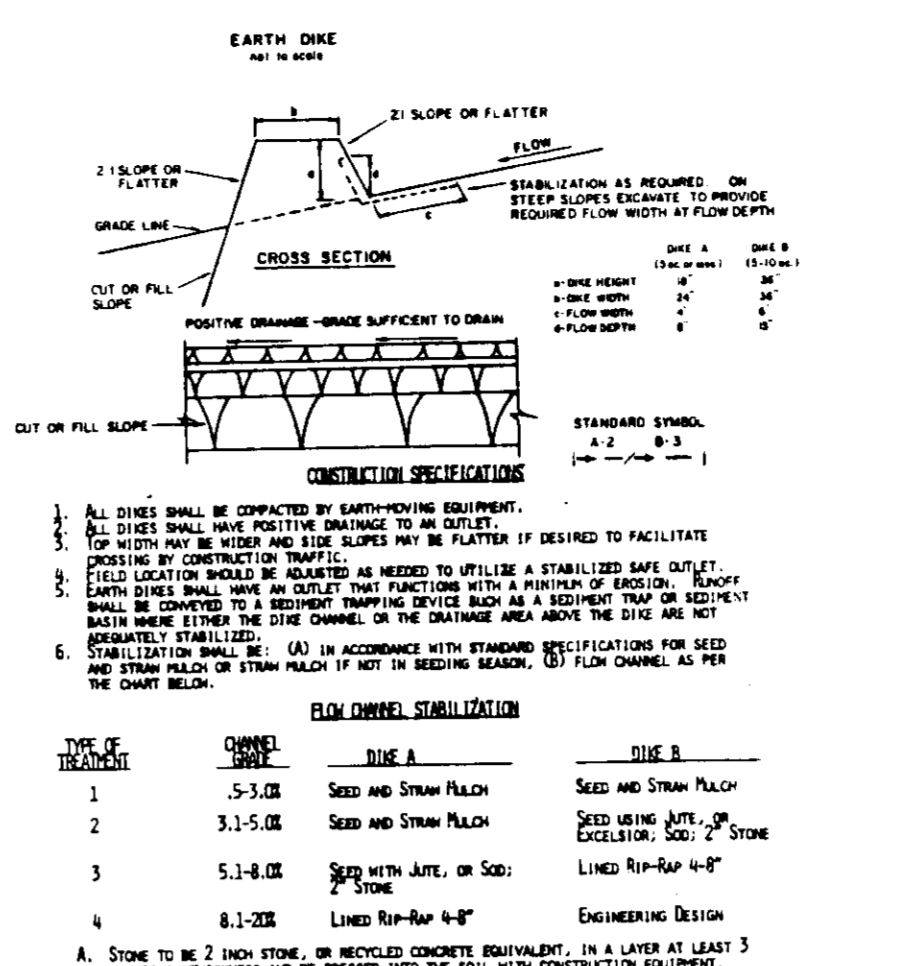 EARTH DIKE
not to scale
b
2:1 SLOPE OR FLATTER
FLOW
2:1 SLOPE OR
FLATTER
STABILIZATION AS REQUIRED. ON
STEEP SLOPES EXCAVATE TO PROVIDE
REQUIRED FLOW WIDTH AT FLOW DEPTH
c
GRADE LINE
CROSS SECTION
CUT OR FILL
SLOPE
DIKE A DIKE B
(5 ac. or less) (5-10 ac.)
a-DIKE HEIGHT 18" 36"
b-DIKE WIDTH 24" 36"
c-FLOW WIDTH 4' 6'
d-FLOW DEPTH 8" 15"
POSITIVE DRAINAGE-GRADE SUFFICIENT TO DRAIN
CUT OR FILL SLOPE
STANDARD SYMBOL
A-2 B-3
CONSTRUCTION SPECIFICATIONS
1. ALL DIKES SHALL BE COMPACTED BY EARTH-MOVING EQUIPMENT.
2. ALL DIKES SHALL HAVE POSITIVE DRAINAGE TO AN OUTLET.
3. TOP WIDTH MAY BE WIDER AND SIDE SLOPES MAY BE FLATTER IF DESIRED TO FACILITATE
CROSSING BY CONSTRUCTION TRAFFIC.
4. FIELD LOCATION SHOULD BE ADJUSTED AS NEEDED TO UTILIZE A STABILIZED SAFE OUTLET.
5. EARTH DIKES SHALL HAVE AN OUTLET THAT FUNCTIONS WITH A MINIMUM OF EROSION. RUNOFF
SHALL BE CONVEYED TO A SEDIMENT TRAPPING DEVICE SUCH AS A SEDIMENT TRAP OR SEDIMENT
BASIN WHERE EITHER THE DIKE CHANNEL OR THE DRAINAGE AREA ABOVE THE DIKE ARE NOT
ADEQUATELY STABILIZED.
6. STABILIZATION SHALL BE: (A) IN ACCORDANCE WITH STANDARD SPECIFICATIONS FOR SEED
AND STRAW MULCH OR STRAW MULCH IF NOT IN SEEDING SEASON, (B) FLOW CHANNEL AS PER
THE CHART BELOW.
FLOW CHANNEL STABILIZATION
TYPE OF
TREATMENT
CHANNEL
GRADE
DIKE A
DIKE B
1 .5-3.0% SEED AND STRAW MULCH SEED AND STRAW MULCH
2 3.1-5.0% SEED AND STRAW MULCH SEED USING JUTE, OR
EXCELSIOR; SOD; 2" STONE
3 5.1-8.0% SEED WITH JUTE, OR SOD; LINED RIP-RAP 4-8"
2" STONE
4 8.1-20% LINED RIP-RAP 4-8" ENGINEERING DESIGN
A. STONE TO BE 2 INCH STONE, OR RECYCLED CONCRETE EQUIVALENT, IN A LAYER AT LEAST 3
INTO THE SOIL WITH CONSTRUCTION EQUIPMENT.